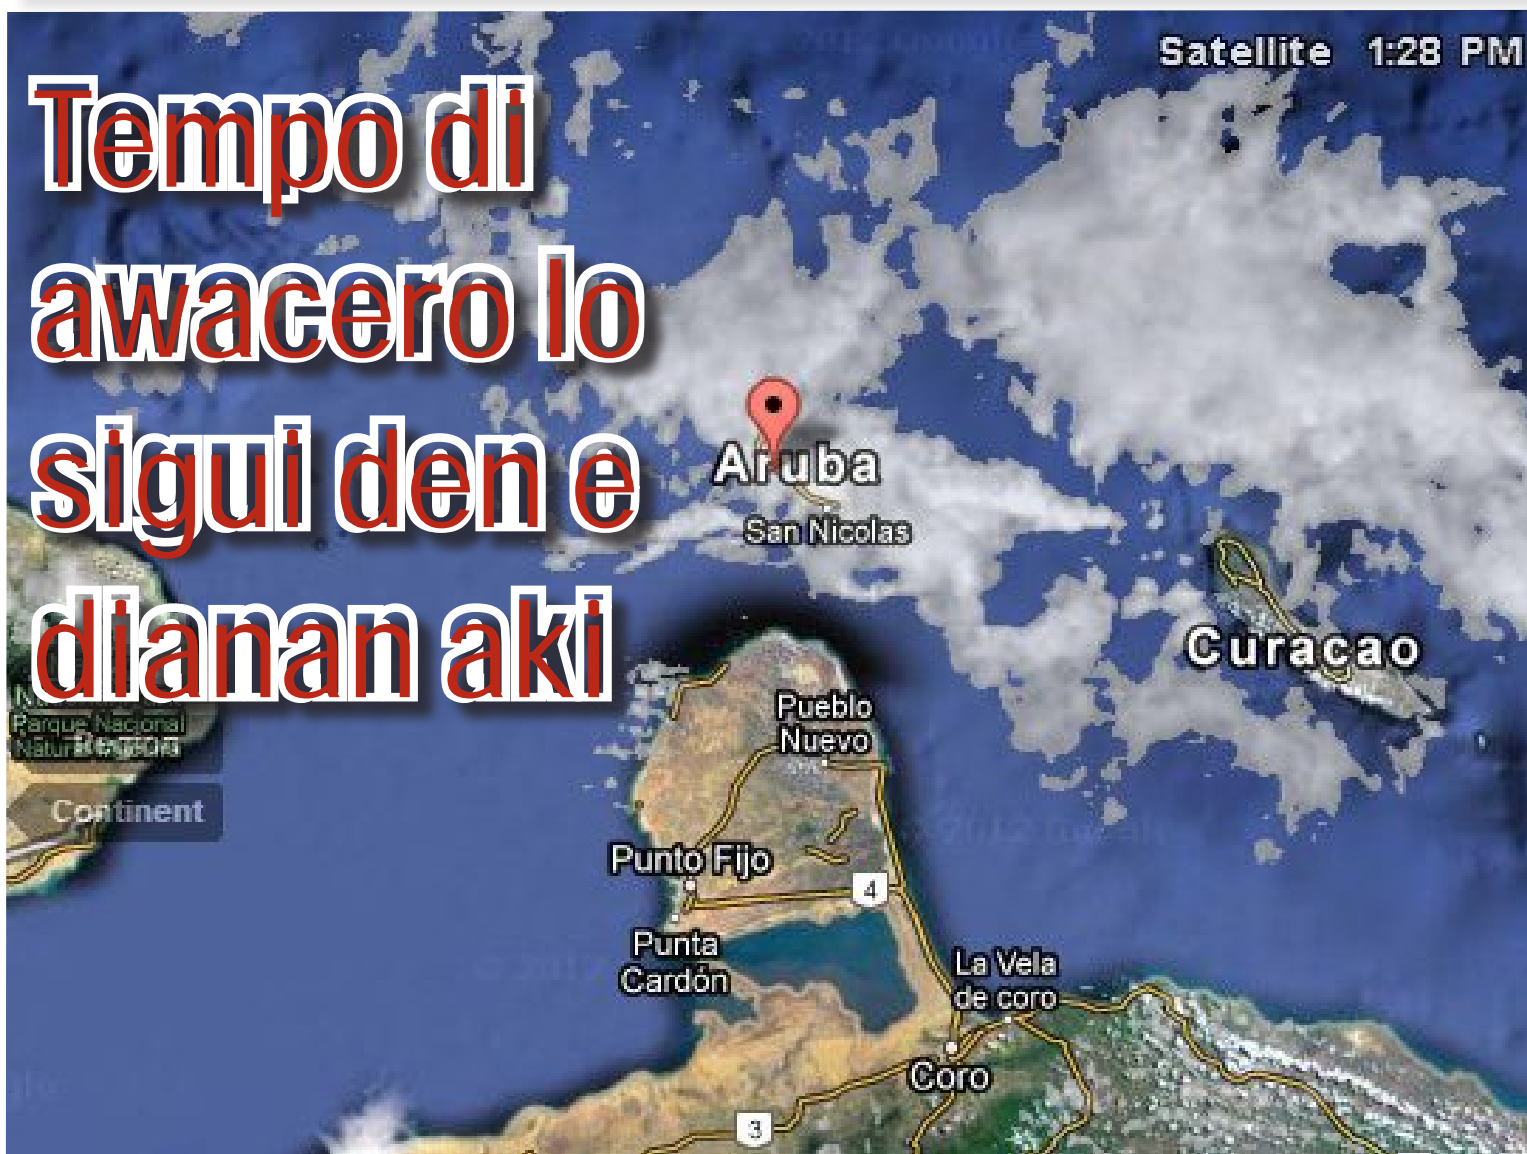 Satellite 1:28 PM
Tempo di
awacero lo
sigui den e
dianan aki
Aruba
San Nicolas
Curacao
Pueblo
Nuevo
Parque Nacional
Continent
Punto Fijo
4
Punta
Cardón
La Vela
de coro
Coro
3